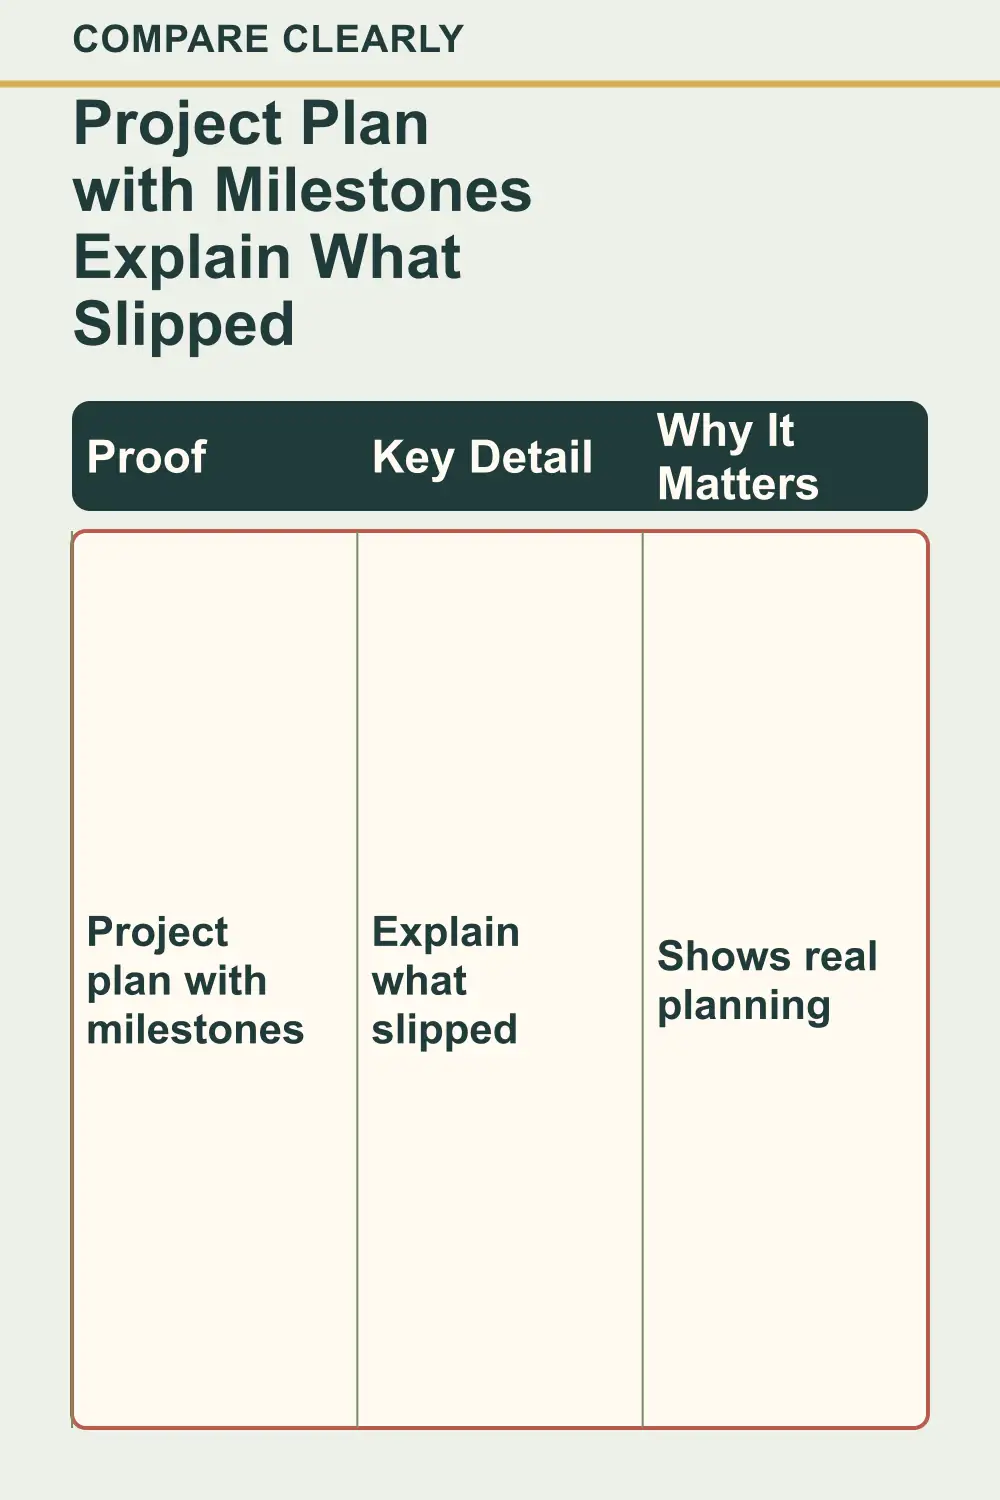 COMPARE CLEARLY
Project Plan
with Milestones
Explain What
Slipped
Proof
Key Detail
Why It
Matters
Project
plan with
milestones
Explain
what
slipped
Shows real
planning